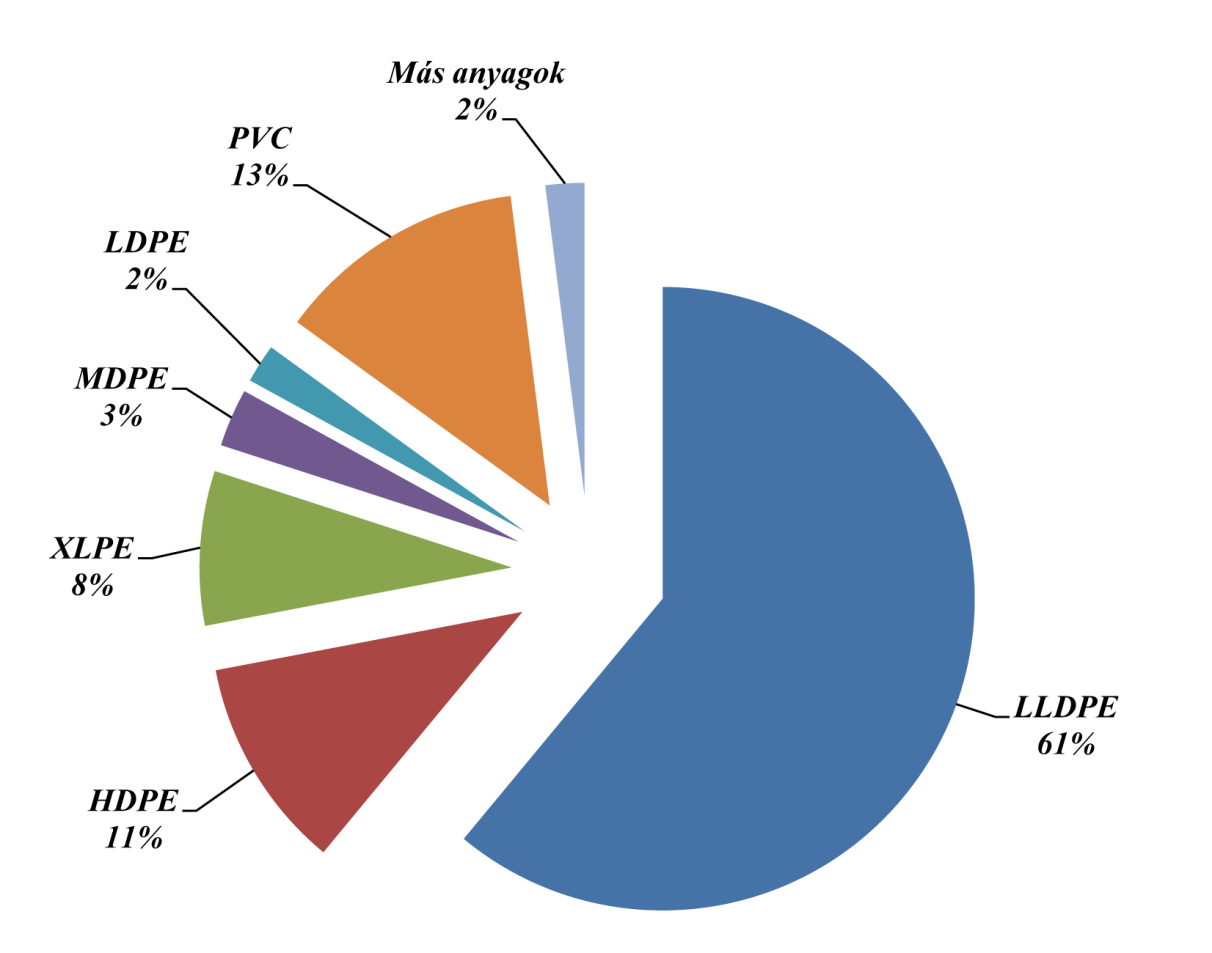 Más anyagok
2%
PVC
13%
LDPE
2%
MDPE
3%
XLPE
8%
HDPE
11%
LLDPE
61%